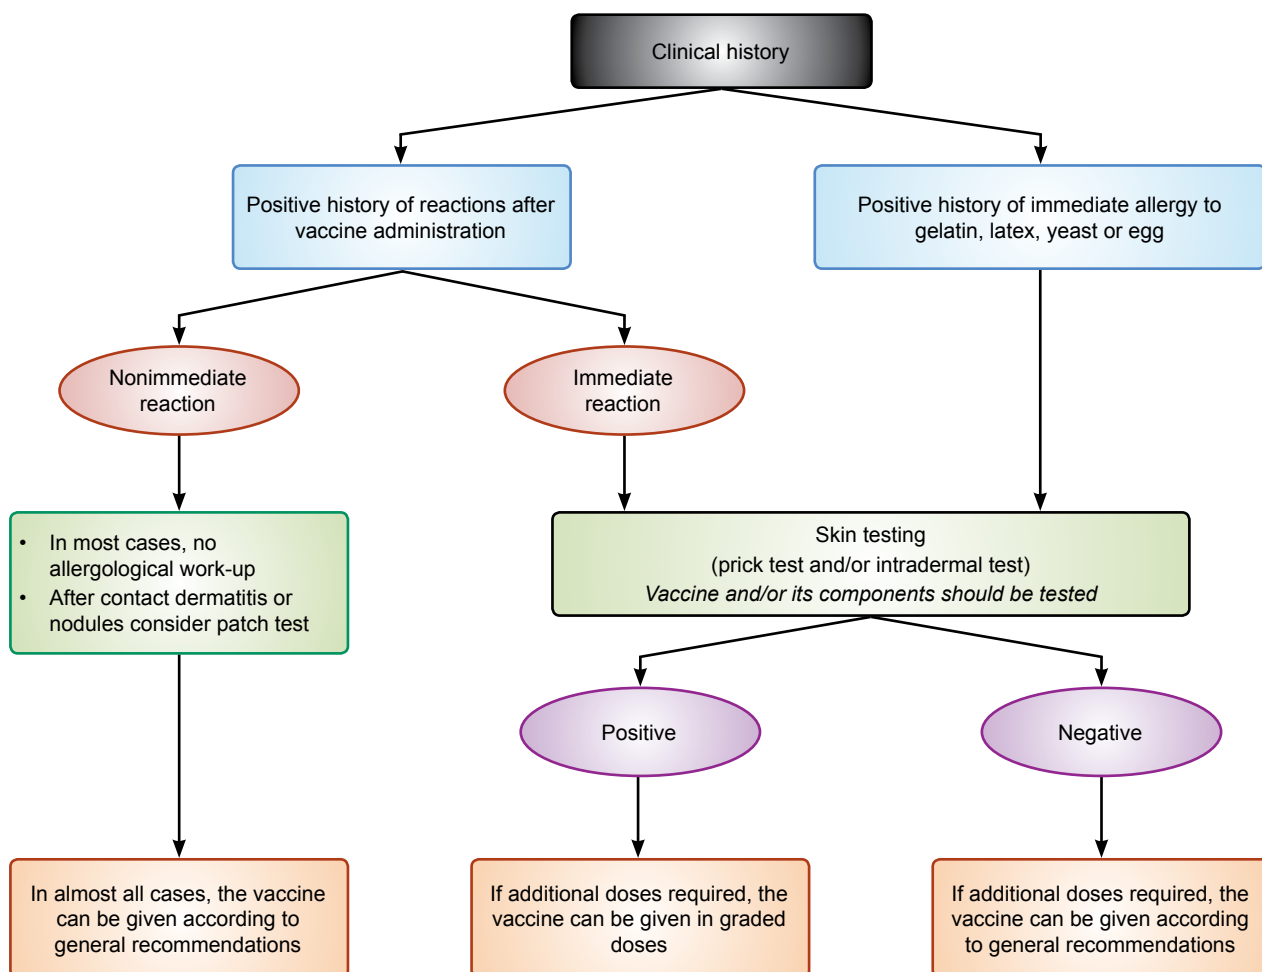 Clinical history
Positive history of reactions after
vaccine administration
Positive history of immediate allergy to
gelatin, latex, yeast or egg
Nonimmediate
reaction
Immediate
reaction
• In most cases, no
allergological work-up
• After contact dermatitis or
nodules consider patch test
Skin testing
(prick test and/or intradermal test)
Vaccine and/or its components should be tested
Positive
Negative
In almost all cases, the vaccine
can be given according to
general recommendations
If additional doses required, the
vaccine can be given in graded
doses
If additional doses required, the
vaccine can be given according
to general recommendations